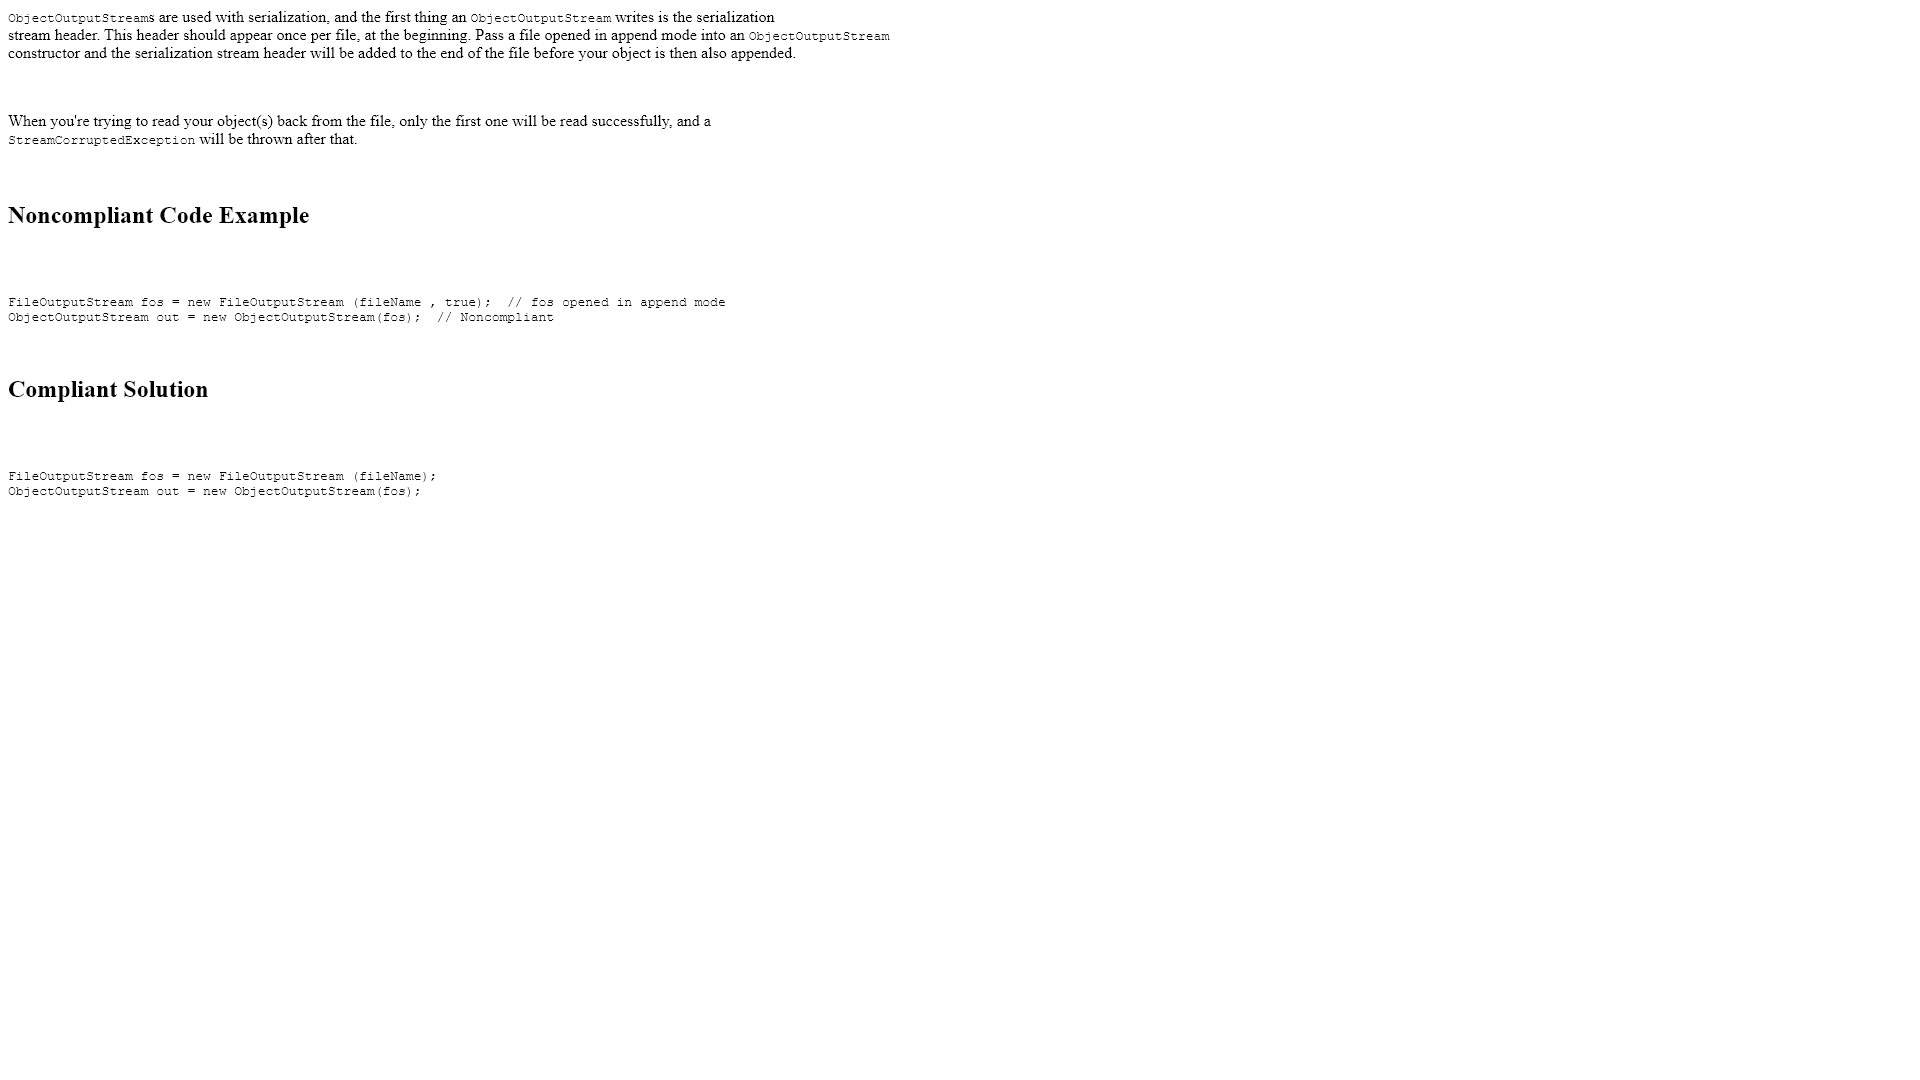 ObjectOutputStreams are used with serialization, and the first thing an ObjectOutputStream writes is the serialization
stream header. This header should appear once per file, at the beginning. Pass a file opened in append mode into an ObjectOutputStream
constructor and the serialization stream header will be added to the end of the file before your object is then also appended.
When you're trying to read your object(s) back from the file, only the first one will be read successfully, and a
StreamCorruptedException will be thrown after that.
Noncompliant Code Example
FileOutputStream fos = new FileOutputStream (fileName , true);  // fos opened in append mode
ObjectOutputStream out = new ObjectOutputStream(fos);  // Noncompliant
Compliant Solution
FileOutputStream fos = new FileOutputStream (fileName);
ObjectOutputStream out = new ObjectOutputStream(fos);